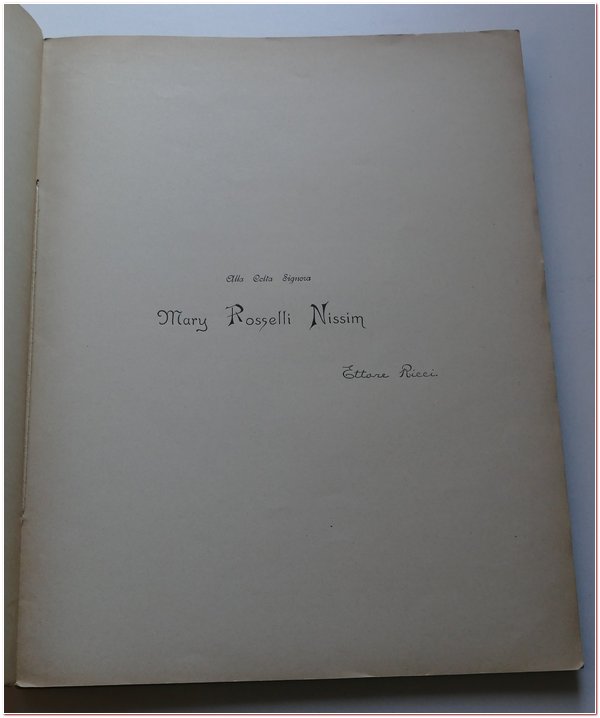 Alla Colta Signora
Mary Rosselli Nissim
Ettore Ricci.